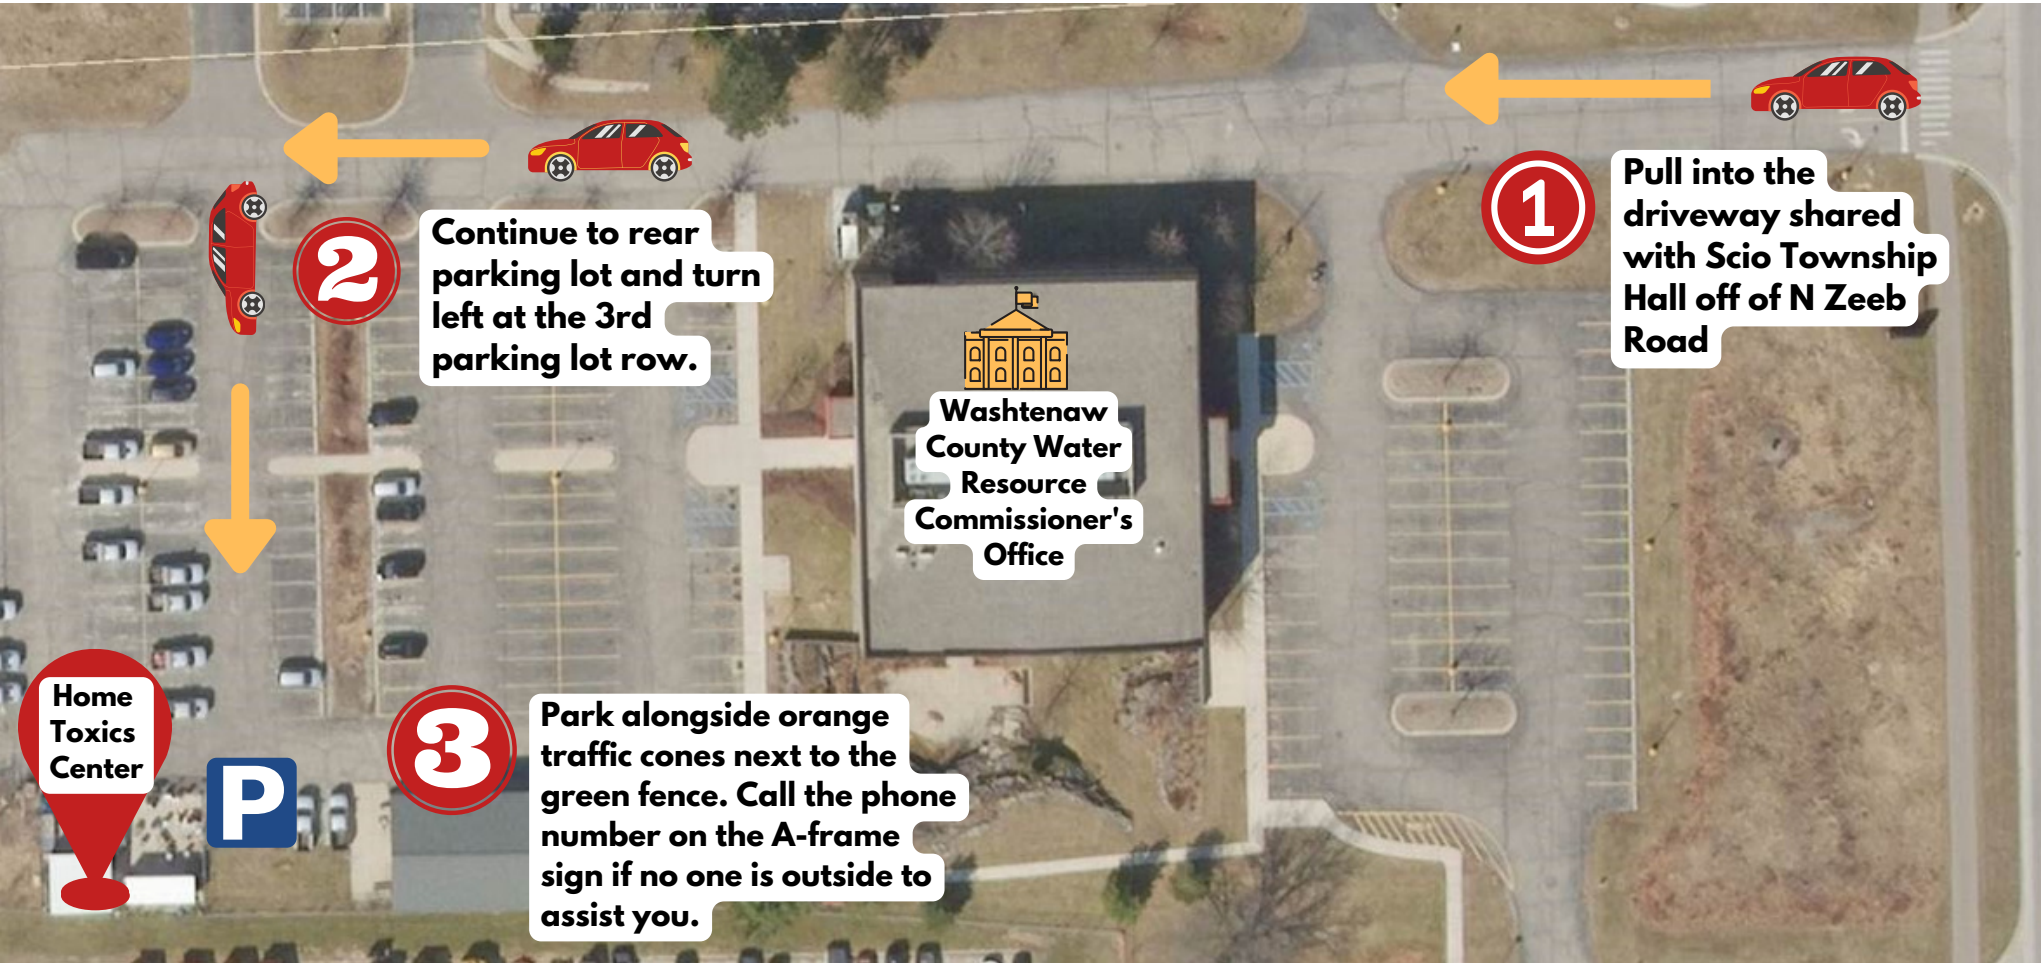 1
Pull into the
driveway shared
with Scio Township
Hall off of N Zeeb
Road
2
Continue to rear
parking lot and turn
left at the 3rd
parking lot row.
Washtenaw
County Water
Resource
Commissioner's
Office
3
Park alongside orange
traffic cones next to the
green fence. Call the phone
number on the A-frame
sign if no one is outside to
assist you.
Home
Toxics
Center
P